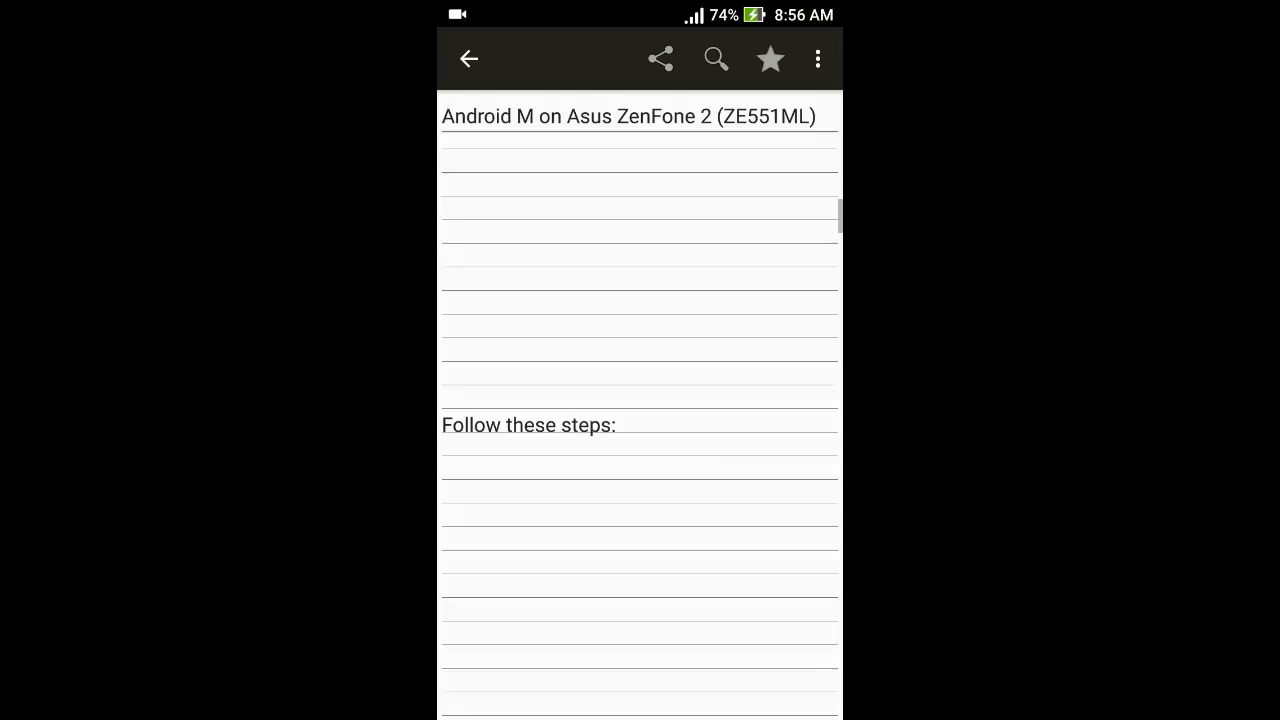 74% 8:56 AM
Android M on Asus ZenFone 2 (ZE551ML)
Follow these steps: